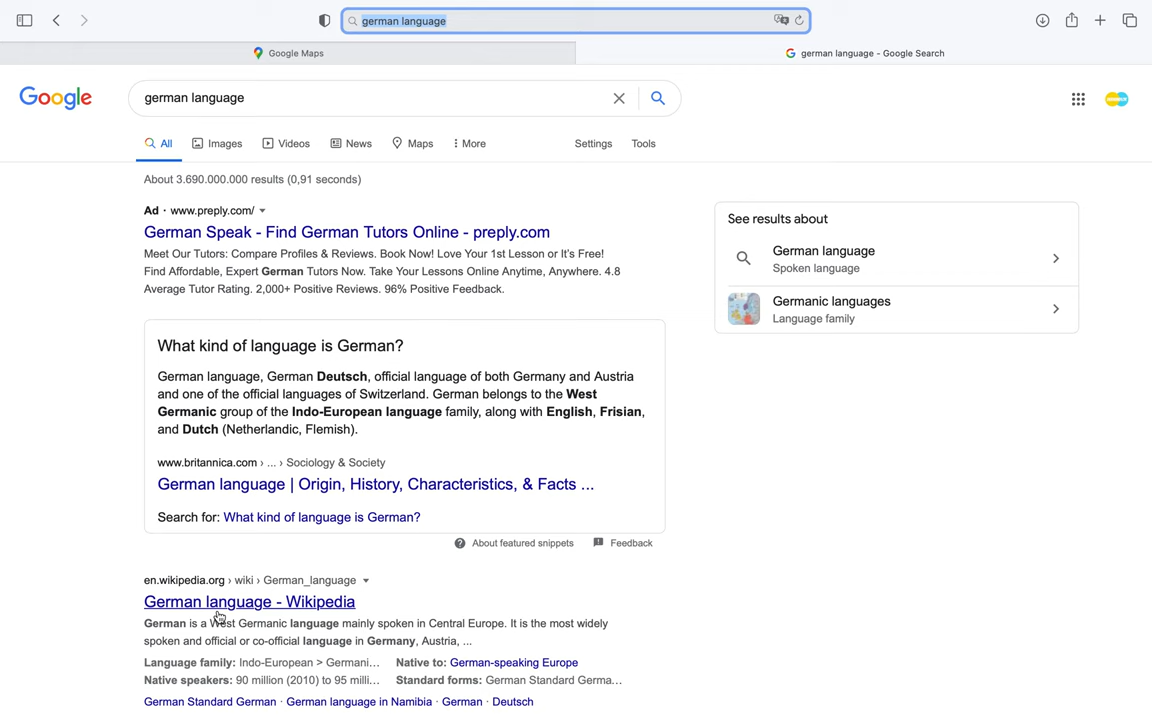 german language
Google Maps
german language - Google Search
Google
german language
All Images Videos News Maps More Settings Tools
About 3.690.000.000 results (0,91 seconds)
Ad · www.preply.com/
German Speak - Find German Tutors Online - preply.com
Meet Our Tutors: Compare Profiles & Reviews. Book Now! Love Your 1st Lesson or It's Free!
Find Affordable, Expert German Tutors Now. Take Your Lessons Online Anytime, Anywhere. 4.8
Average Tutor Rating. 2,000+ Positive Reviews. 96% Positive Feedback.
See results about
German language
Spoken language
Germanic languages
Language family
What kind of language is German?
German language, German Deutsch, official language of both Germany and Austria
and one of the official languages of Switzerland. German belongs to the West
Germanic group of the Indo-European language family, along with English, Frisian,
and Dutch (Netherlandic, Flemish).
www.britannica.com › ... › Sociology & Society
German language | Origin, History, Characteristics, & Facts ...
Search for: What kind of language is German?
About featured snippets Feedback
en.wikipedia.org › wiki › German_language
German language - Wikipedia
German is a West Germanic language mainly spoken in Central Europe. It is the most widely
spoken and official or co-official language in Germany, Austria, ...
Language family: Indo-European > Germani... Native to: German-speaking Europe
Native speakers: 90 million (2010) to 95 milli... Standard forms: German Standard Germa...
German Standard German · German language in Namibia · German · Deutsch